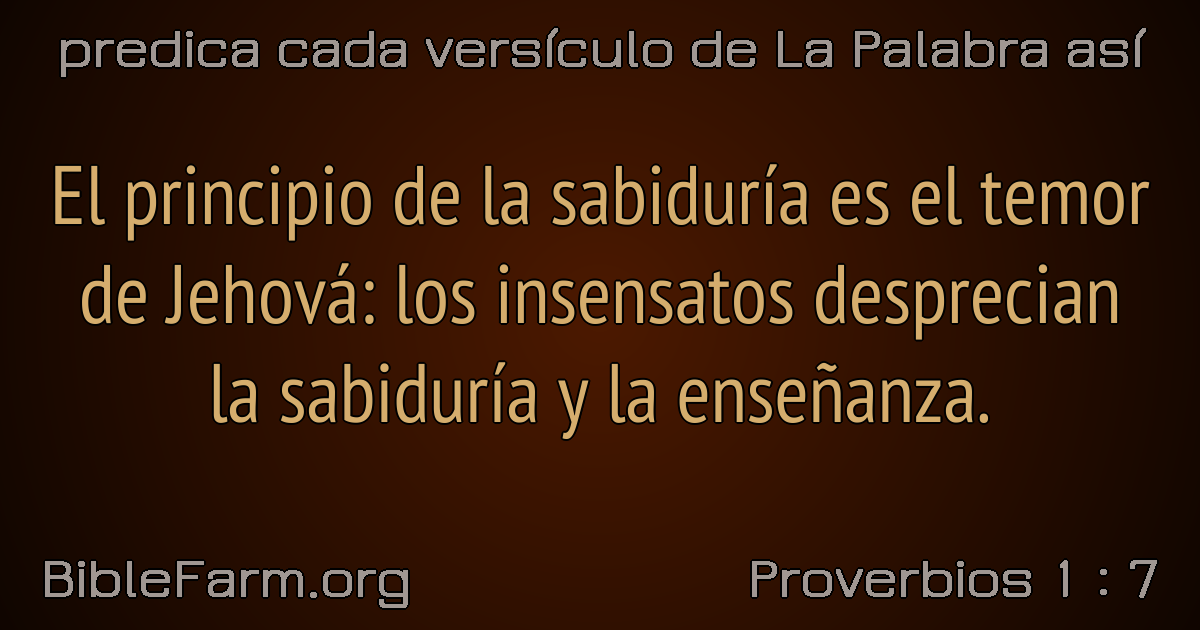 predica cada versículo de La Palabra así
El principio de la sabiduría es el temor
de Jehová: los insensatos desprecian
la sabiduría y la enseñanza.
BibleFarm.org
Proverbios 1 : 7